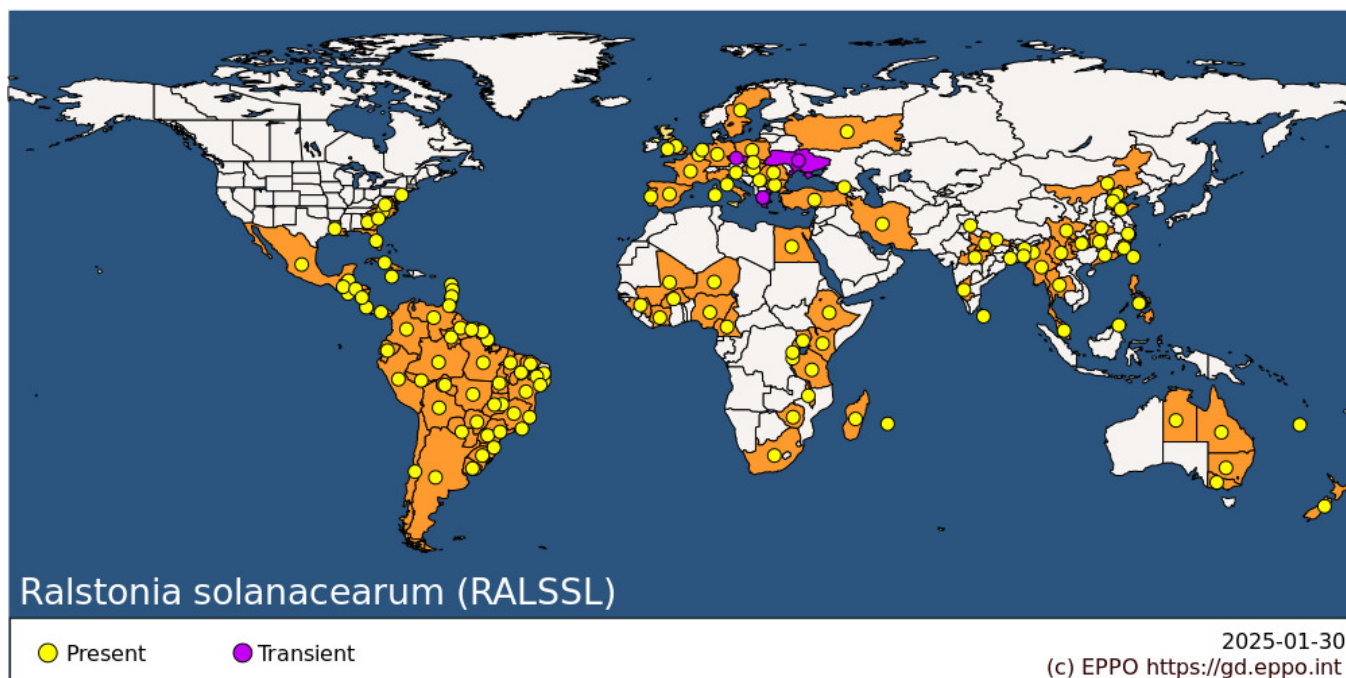 Ralstonia solanacearum (RALSSL)
Present
Transient
2025-01-30
(c) EPPO https://gd.eppo.int